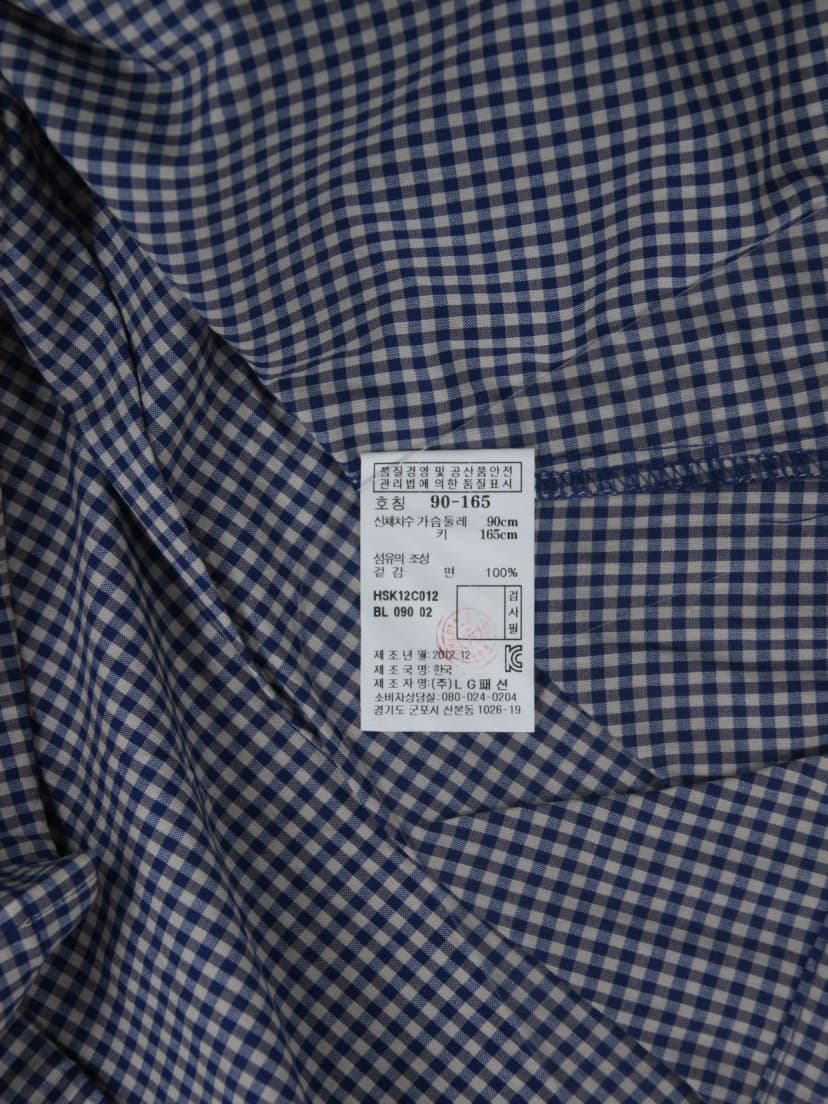 품질경영 및 공산품안전
관리법에 의한 품질표시
호칭 90-165
신체치수 가슴둘레 90cm
키 165cm
섬유의 조성
겉감 면 100%
HSK12C012
BL 090 02
검사필
제조년월:2012.12
제조국명:한국
제조자명:(주)LG패션
소비자상담실:080-024-0204
경기도 군포시 산본동 1026-19